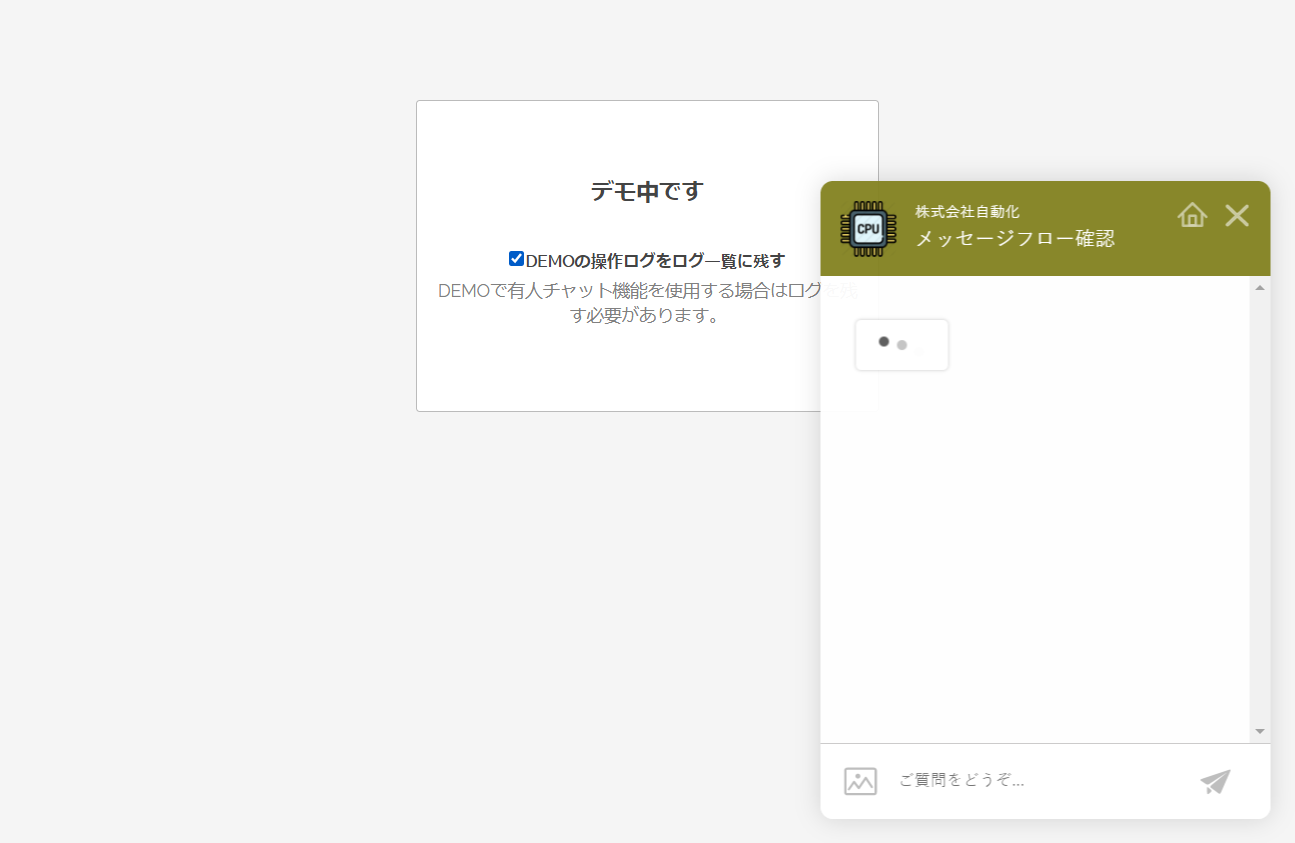 デモ中です
DEMOの操作ログをログ一覧に残す
DEMOで有人チャット機能を使用する場合はログを残
す必要があります。
株式会社自動化
メッセージフロー確認
CPU
ご質問をどうぞ...